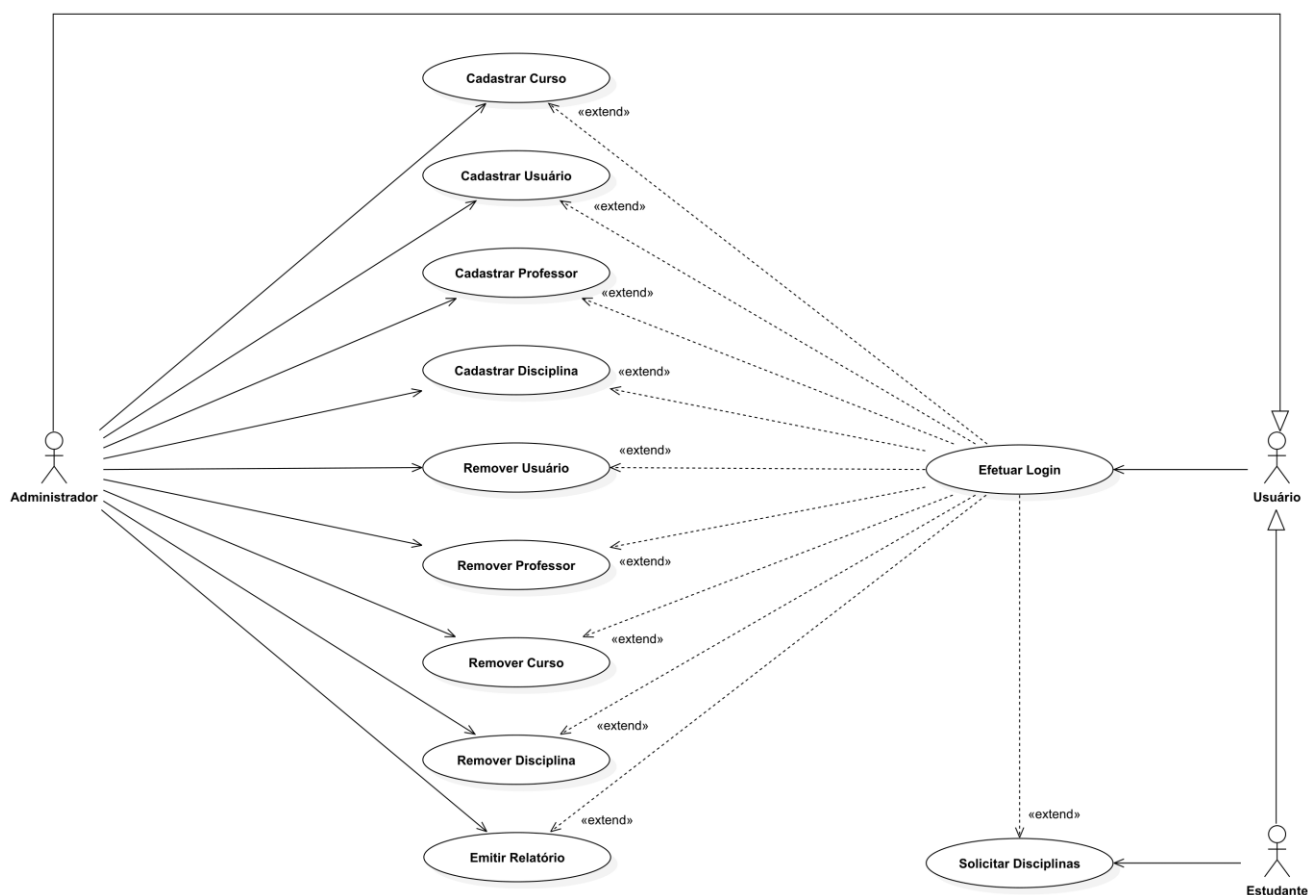 Cadastrar Curso
«extend»
Cadastrar Usuário
«extend»
Cadastrar Professor
«extend»
Cadastrar Disciplina
«extend»
Remover Usuário
«extend»
Efetuar Login
Administrador
Usuário
Remover Professor
«extend»
Remover Curso
«extend»
Remover Disciplina
«extend»
Emitir Relatório
«extend»
«extend»
Solicitar Disciplinas
Estudante